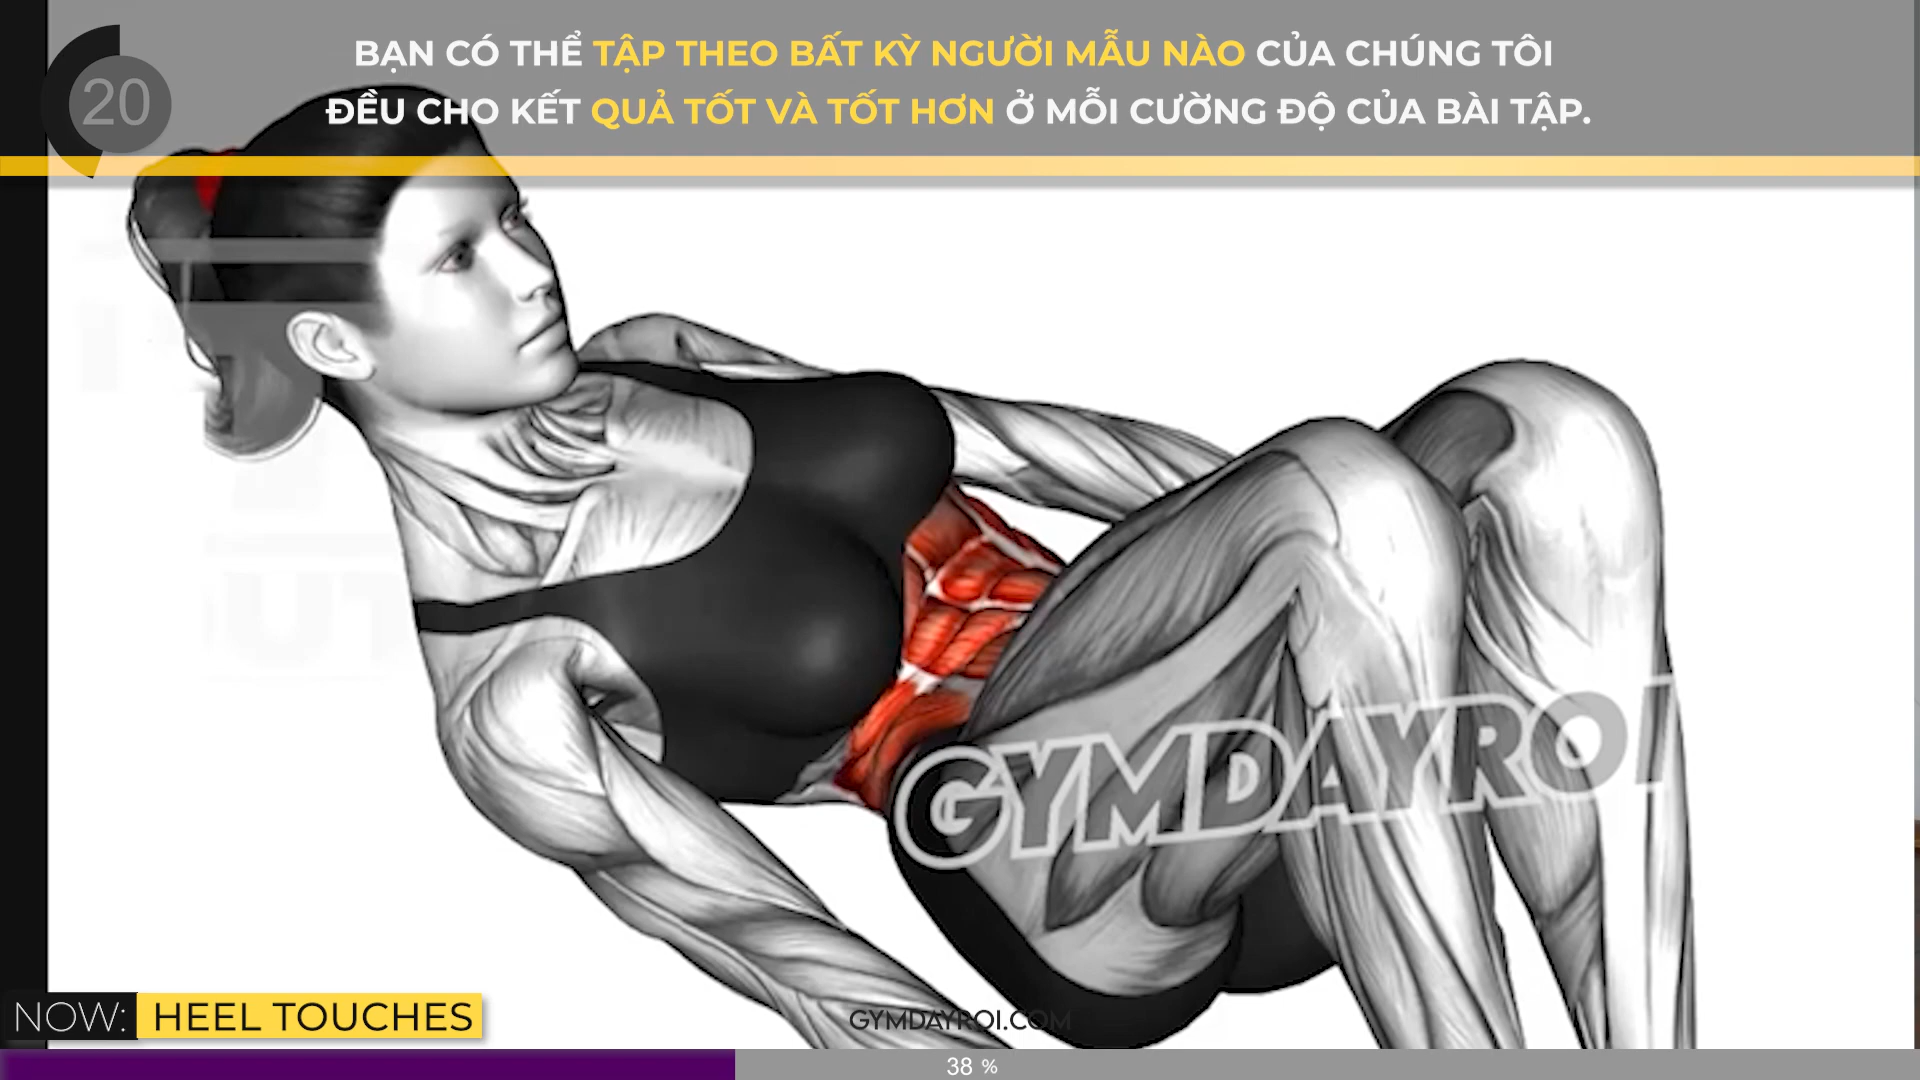 20
BẠN CÓ THỂ TẬP THEO BẤT KỲ NGƯỜI MẪU NÀO CỦA CHÚNG TÔI
ĐỀU CHO KẾT QUẢ TỐT VÀ TỐT HƠN Ở MỖI CƯỜNG ĐỘ CỦA BÀI TẬP.
GYMDAYROI
NOW: HEEL TOUCHES
GYMDAYROI.COM
38 %